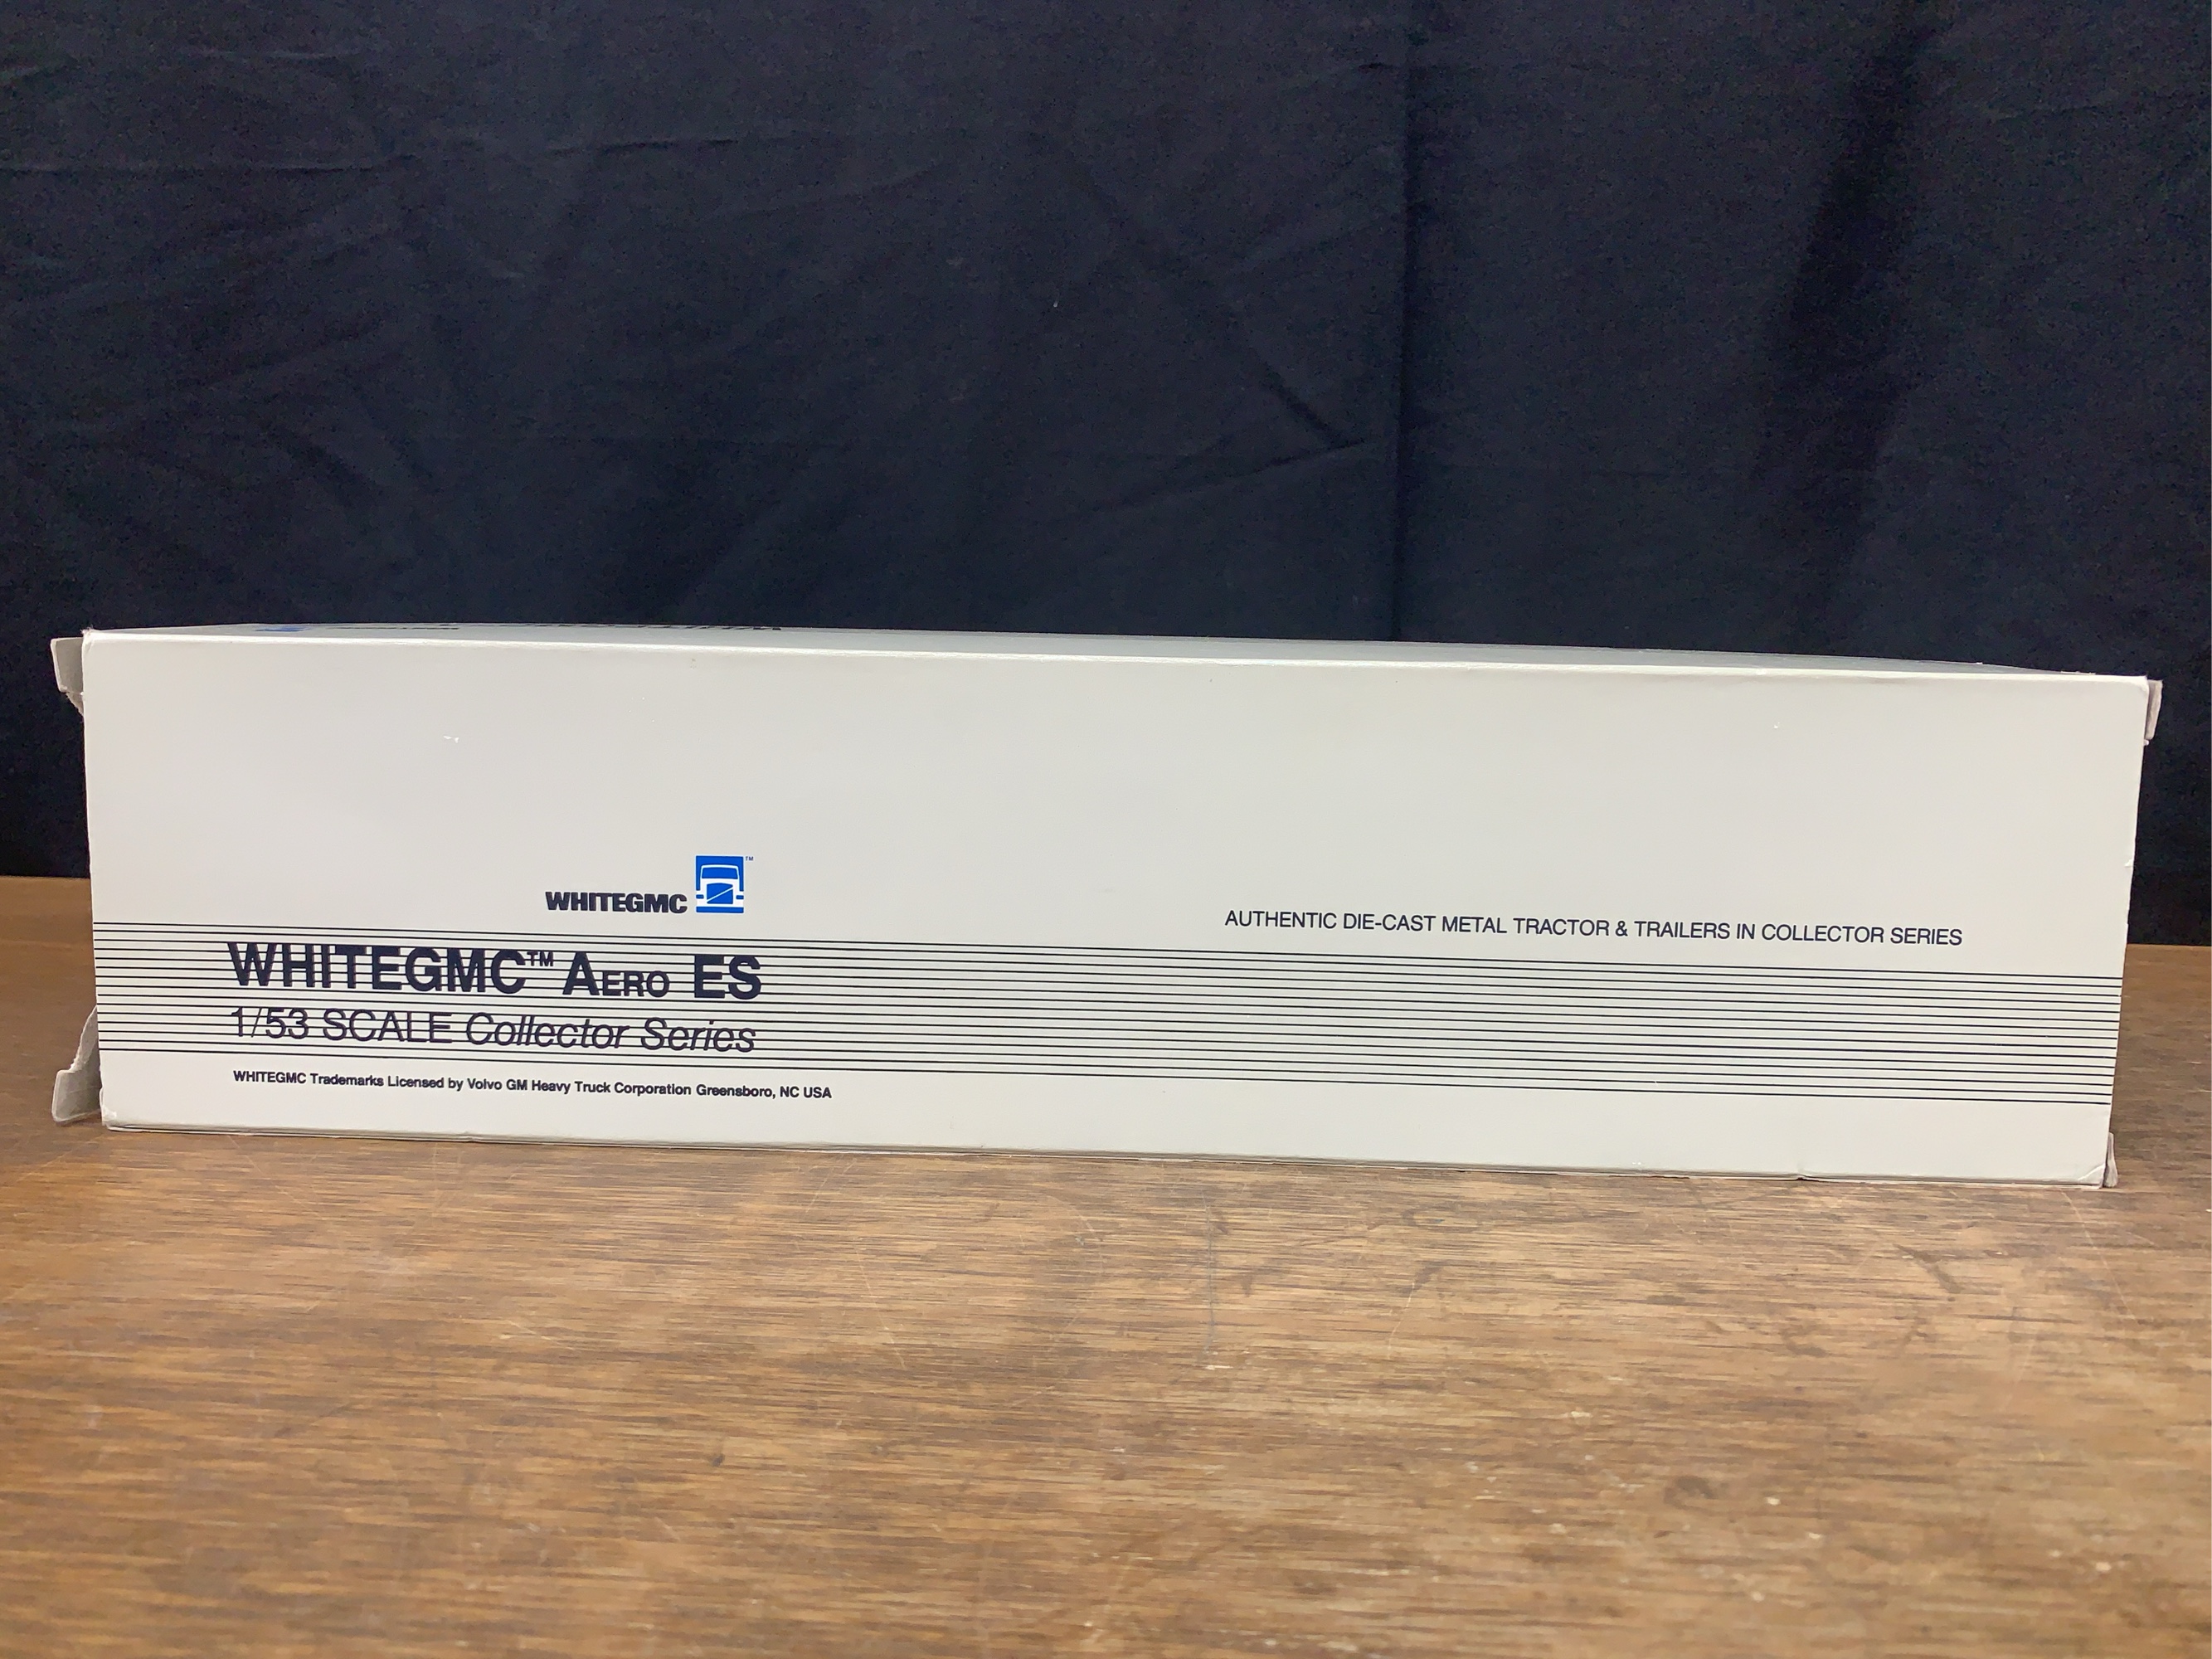 WHITEGMC ™
AUTHENTIC DIE-CAST METAL TRACTOR & TRAILERS IN COLLECTOR SERIES
WHITEGMC™ AERO ES
1/53 SCALE Collector Series
WHITEGMC Trademarks Licensed by Volvo GM Heavy Truck Corporation Greensboro, NC USA